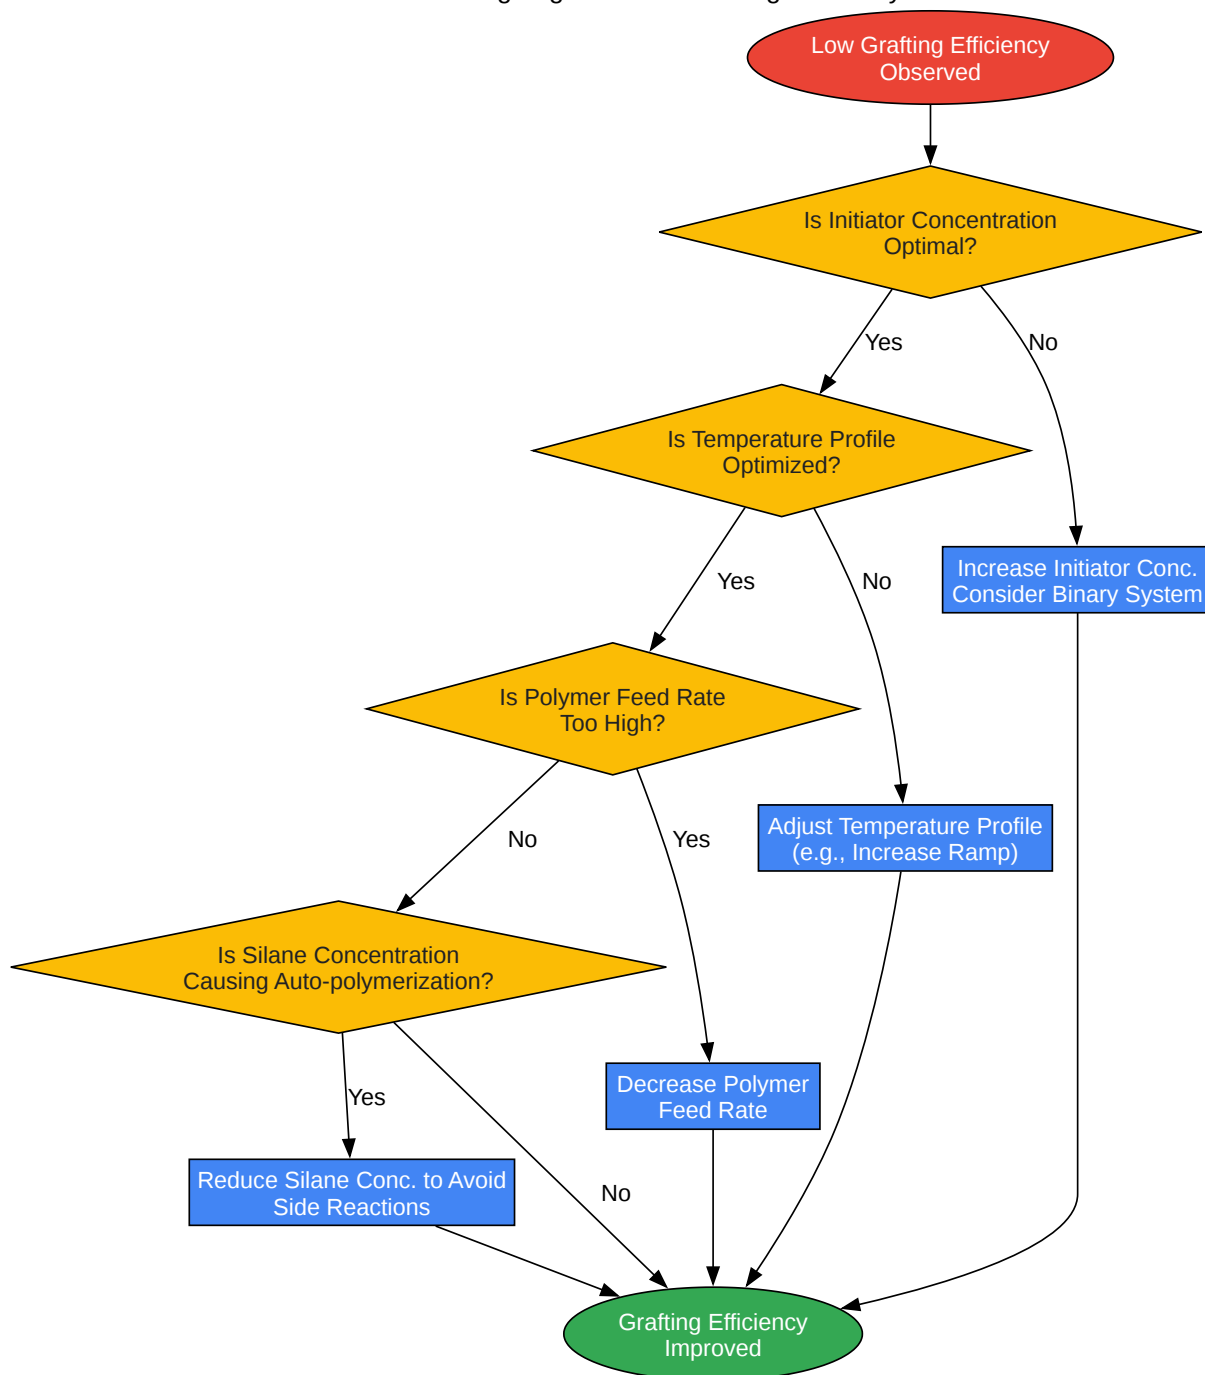 Low Grafting Efficiency
Observed
Is Initiator Concentration
Optimal?
Yes
No
Is Temperature Profile
Optimized?
Yes
No
Increase Initiator Conc.
Consider Binary System
Is Polymer Feed Rate
Too High?
No
Yes
Adjust Temperature Profile
(e.g., Increase Ramp)
Is Silane Concentration
Causing Auto-polymerization?
Yes
No
Decrease Polymer
Feed Rate
Reduce Silane Conc. to Avoid
Side Reactions
Grafting Efficiency
Improved